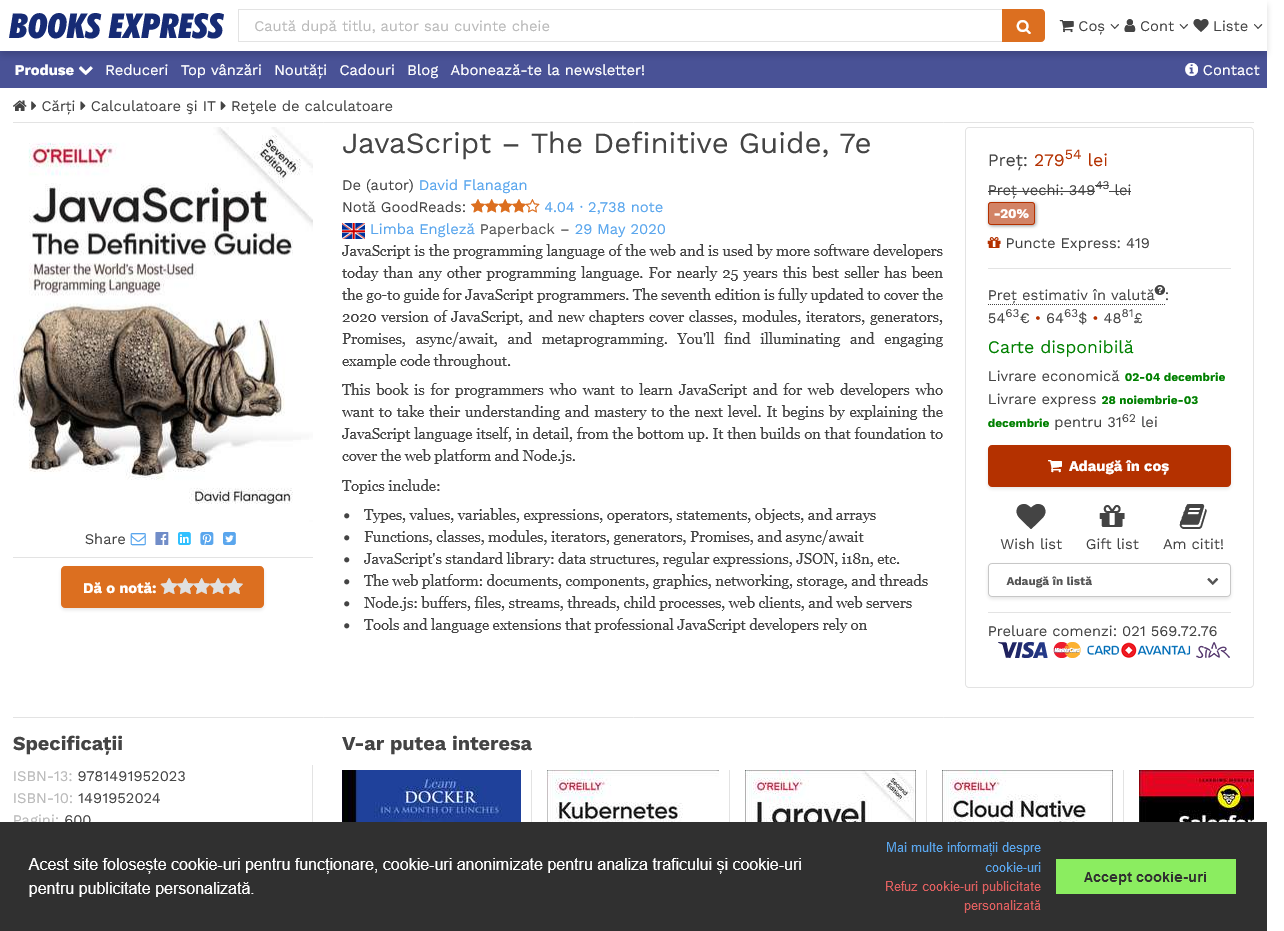 BOOKS EXPRESS
Caută după titlu, autor sau cuvinte cheie
Coș
Cont
Liste
Produse Reduceri Top vânzări Noutăți Cadouri Blog Abonează-te la newsletter!
Contact
Cărți Calculatoare şi IT Reţele de calculatoare
O'REILLY®
Seventh
Edition
JavaScript
The Definitive Guide
Master the World's Most-Used
Programming Language
David Flanagan
Share
Dă o notă:
JavaScript – The Definitive Guide, 7e
De (autor) David Flanagan
Notă GoodReads: 4.04 · 2,738 note
Limba Engleză Paperback – 29 May 2020
JavaScript is the programming language of the web and is used by more software developers
today than any other programming language. For nearly 25 years this best seller has been
the go-to guide for JavaScript programmers. The seventh edition is fully updated to cover the
2020 version of JavaScript, and new chapters cover classes, modules, iterators, generators,
Promises, async/await, and metaprogramming. You'll find illuminating and engaging
example code throughout.
This book is for programmers who want to learn JavaScript and for web developers who
want to take their understanding and mastery to the next level. It begins by explaining the
JavaScript language itself, in detail, from the bottom up. It then builds on that foundation to
cover the web platform and Node.js.
Topics include:
• Types, values, variables, expressions, operators, statements, objects, and arrays
• Functions, classes, modules, iterators, generators, Promises, and async/await
• JavaScript's standard library: data structures, regular expressions, JSON, i18n, etc.
• The web platform: documents, components, graphics, networking, storage, and threads
• Node.js: buffers, files, streams, threads, child processes, web clients, and web servers
• Tools and language extensions that professional JavaScript developers rely on
Preț: 279⁵⁴ lei
Preț vechi: 349⁴³ lei
-20%
Puncte Express: 419
Preț estimativ în valută:
54⁶³€ • 64⁶³$ • 48⁸¹£
Carte disponibilă
Livrare economică 02-04 decembrie
Livrare express 28 noiembrie-03
decembrie pentru 31⁶² lei
Adaugă în coș
Wish list Gift list Am citit!
Adaugă în listă
Preluare comenzi: 021 569.72.76
VISA MasterCard CARD AVANTAJ STAR
Specificații
ISBN-13: 9781491952023
ISBN-10: 1491952024
Pagini: 600
V-ar putea interesa
Learn
DOCKER
IN A MONTH OF LUNCHES
O'REILLY®
Kubernetes
O'REILLY®
Second
Edition
Laravel
O'REILLY®
Cloud Native
LEARNING MADE
Acest site folosește cookie-uri pentru funcționare, cookie-uri anonimizate pentru analiza traficului și cookie-uri
pentru publicitate personalizată.
Mai multe informații despre
cookie-uri
Refuz cookie-uri publicitate
personalizată
Accept cookie-uri